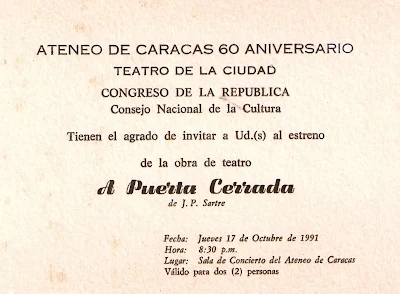 ATENEO DE CARACAS 60 ANIVERSARIO
TEATRO DE LA CIUDAD
CONGRESO DE LA REPUBLICA
Consejo Nacional de la Cultura
Tienen el agrado de invitar a Ud.(s) al estreno
de la obra de teatro
A Puerta Cerrada
de J. P. Sartre
Fecha: Jueves 17 de Octubre de 1991
Hora: 8:30 p.m.
Lugar: Sala de Concierto del Ateneo de Caracas
Válido para dos (2) personas